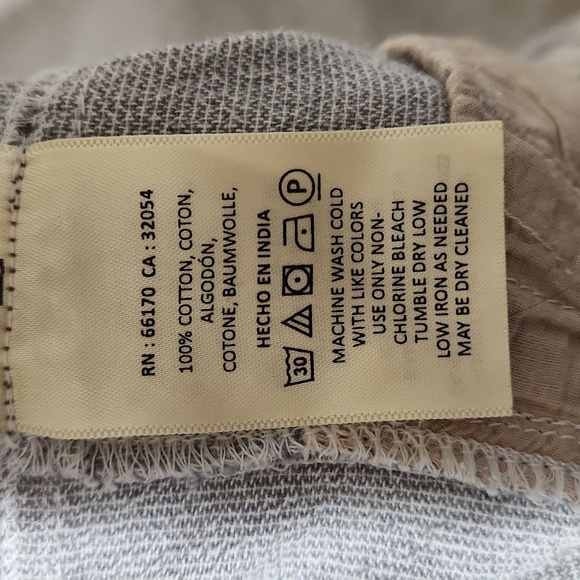 RN : 66170 CA : 32054
100% COTTON, COTON,
ALGODÓN,
COTONE, BAUMWOLLE,
HECHO EN INDIA
30 P
MACHINE WASH COLD
WITH LIKE COLORS
USE ONLY NON-
CHLORINE BLEACH
TUMBLE DRY LOW
LOW IRON AS NEEDED
MAY BE DRY CLEANED